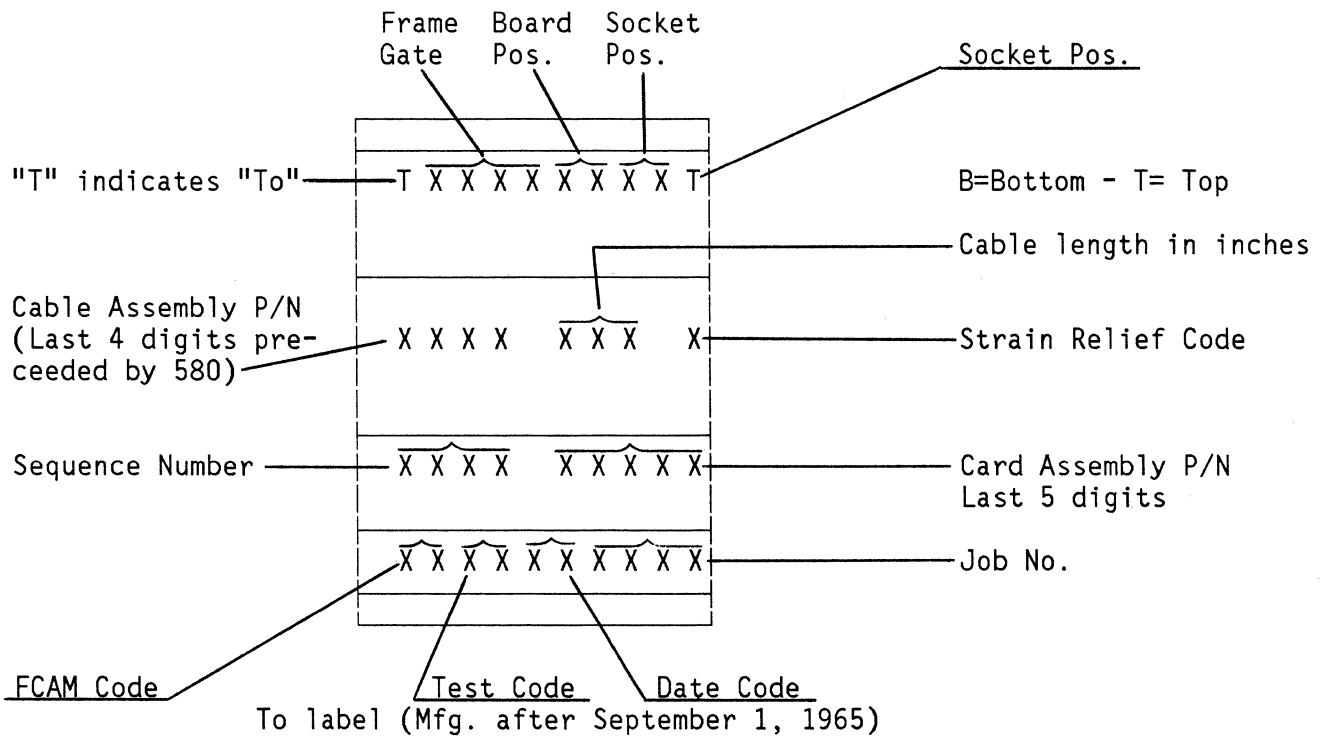 Frame Board Socket
Gate Pos. Pos.
Socket Pos.
"T" indicates "To" T X X X X X X X X T B=Bottom - T= Top
Cable length in inches
Cable Assembly P/N
(Last 4 digits pre-
ceeded by 580)
X X X X X X X X Strain Relief Code
Sequence Number X X X X X X X X X Card Assembly P/N
Last 5 digits
X X X X X X X X X X Job No.
FCAM Code Test Code Date Code
To label (Mfg. after September 1, 1965)